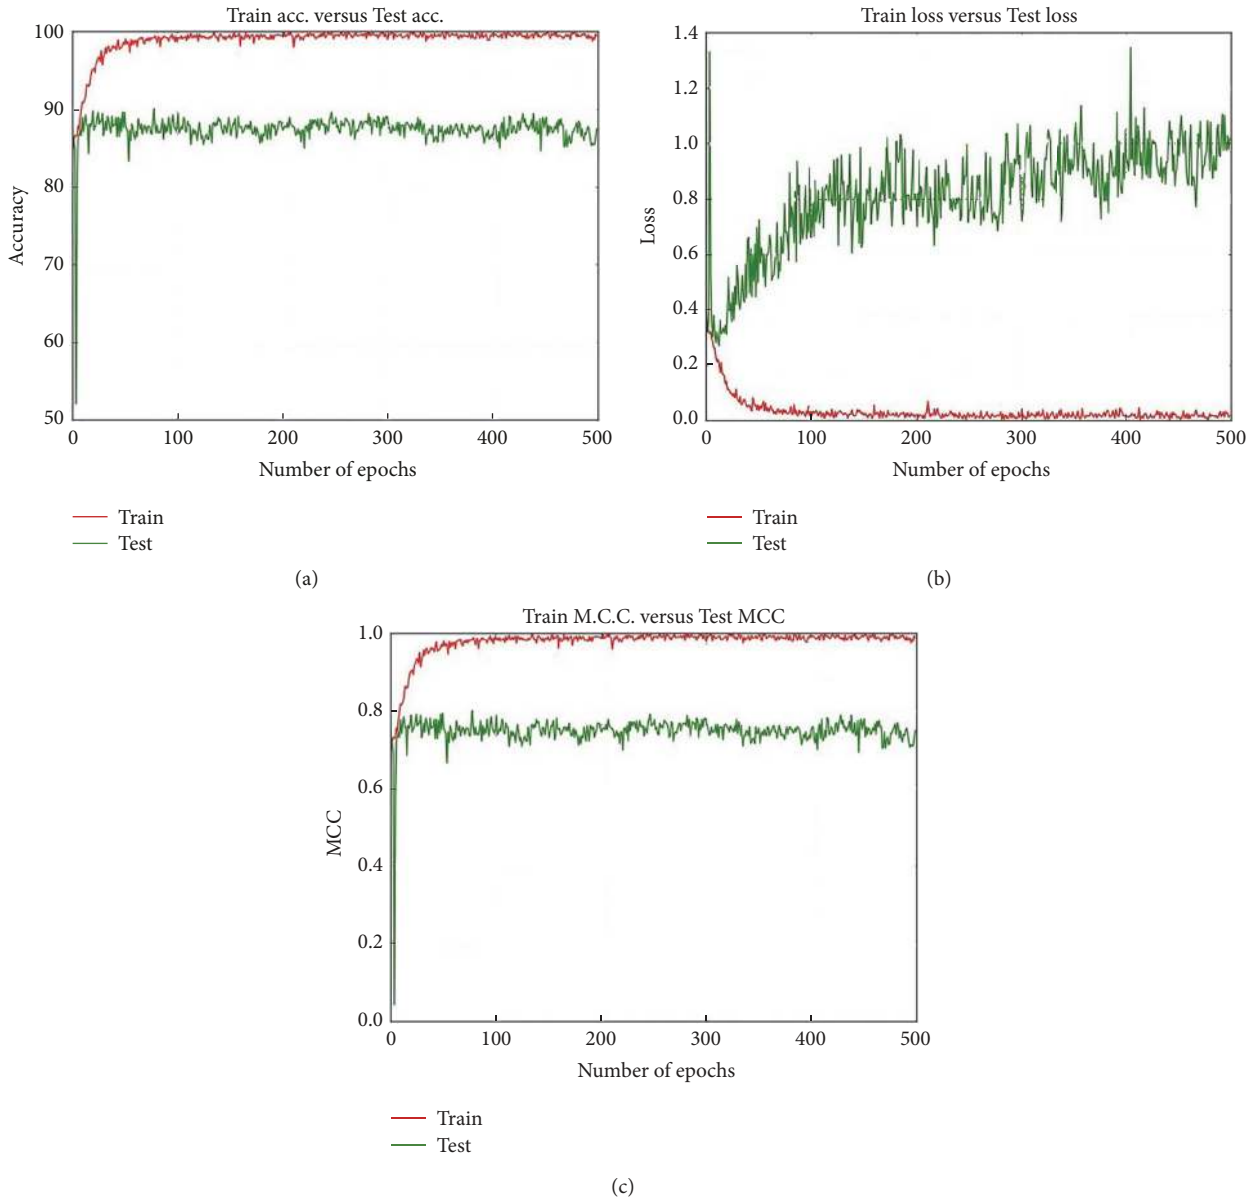 Train acc. versus Test acc.
100
90
80
70
60
50
Accuracy
0
100
200
300
400
500
Number of epochs
Train
Test
(a)
Train loss versus Test loss
1.4
1.2
1.0
0.8
0.6
0.4
0.2
0.0
Loss
0
100
200
300
400
500
Number of epochs
Train
Test
(b)
Train M.C.C. versus Test MCC
1.0
0.8
0.6
0.4
0.2
0.0
MCC
0
100
200
300
400
500
Number of epochs
Train
Test
(c)